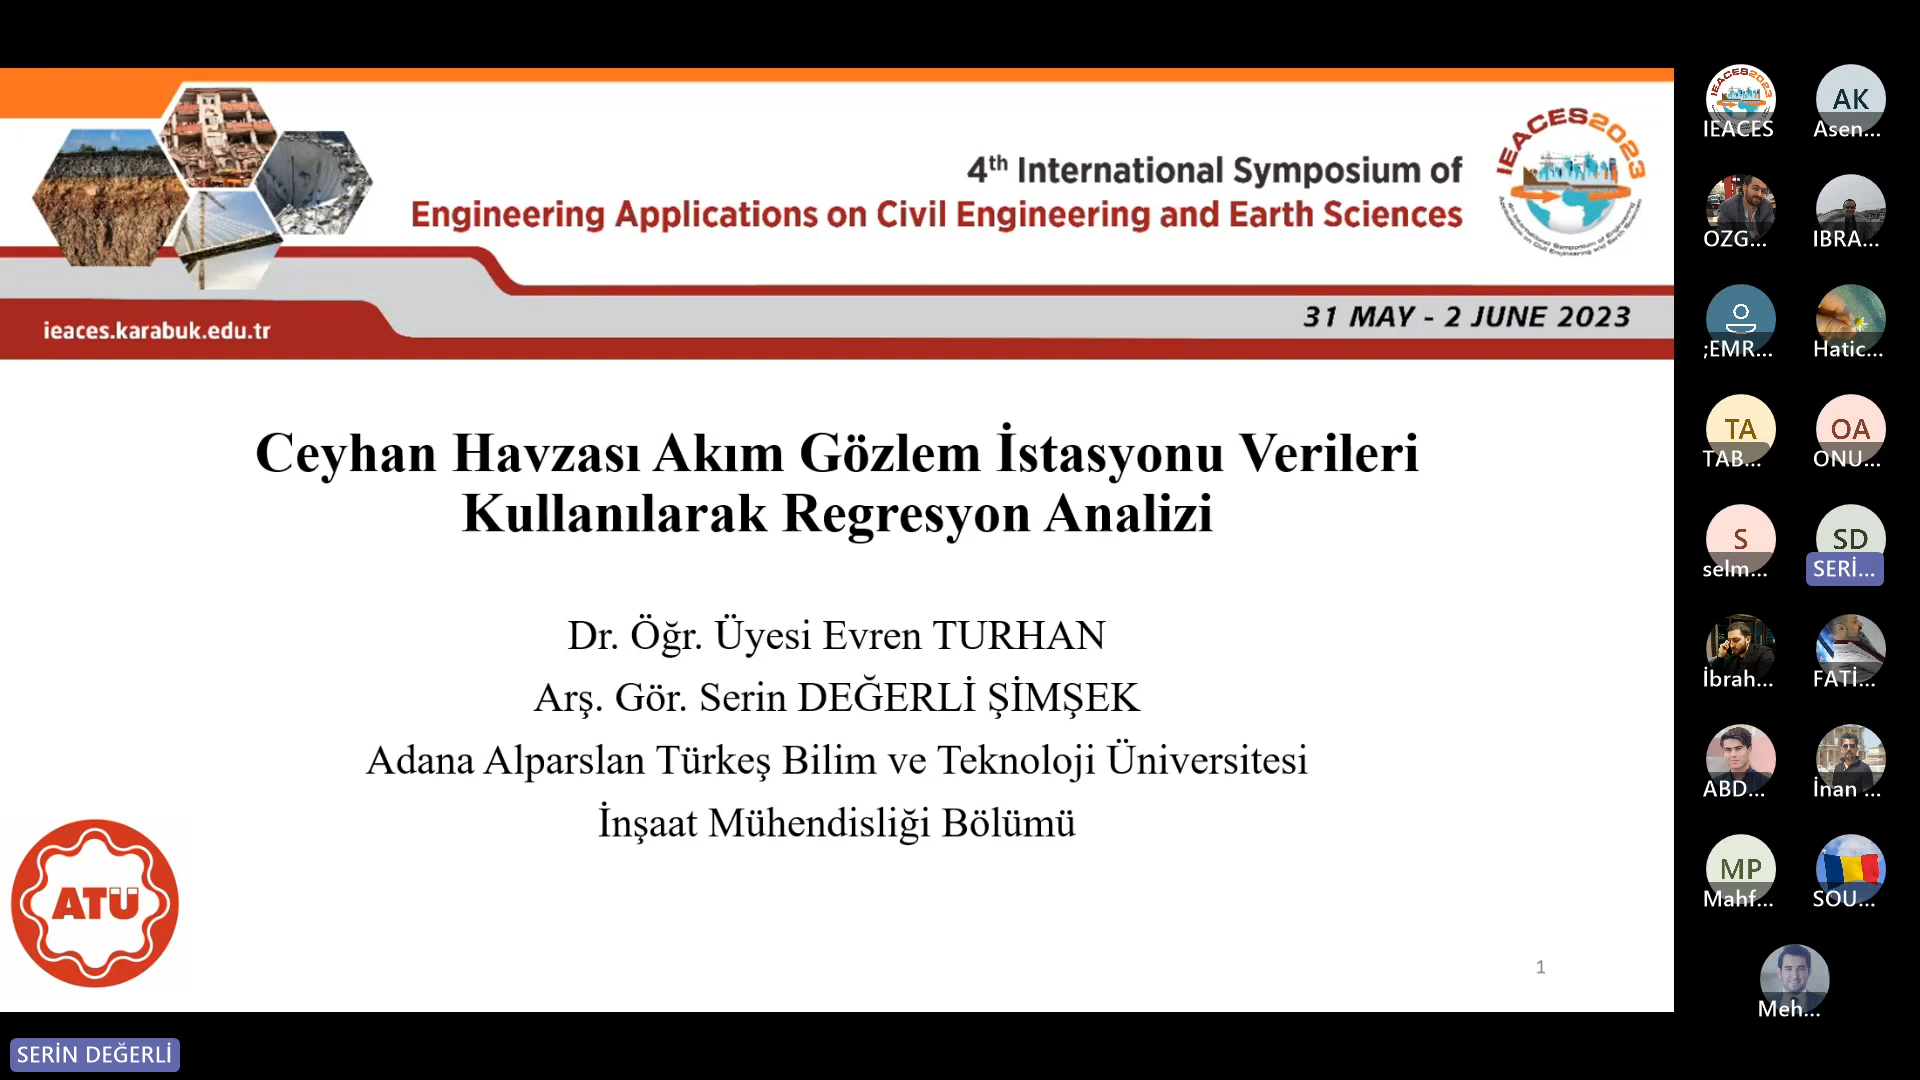 4th International Symposium of
Engineering Applications on Civil Engineering and Earth Sciences
IEACES2023
31 MAY - 2 JUNE 2023
ieaces.karabuk.edu.tr
Ceyhan Havzası Akım Gözlem İstasyonu Verileri
Kullanılarak Regresyon Analizi
Dr. Öğr. Üyesi Evren TURHAN
Arş. Gör. Serin DEĞERLİ ŞİMŞEK
Adana Alparslan Türkeş Bilim ve Teknoloji Üniversitesi
İnşaat Mühendisliği Bölümü
ATÜ
1
SERİN DEĞERLİ
IEACES
AK
Asen...
OZG...
IBRA...
;EMR...
Hatic...
TA
TAB...
OA
ONU...
S
selm...
SD
SERİ...
İbrah...
FATİ...
ABD...
İnan ...
MP
Mahf...
SOU...
Meh...